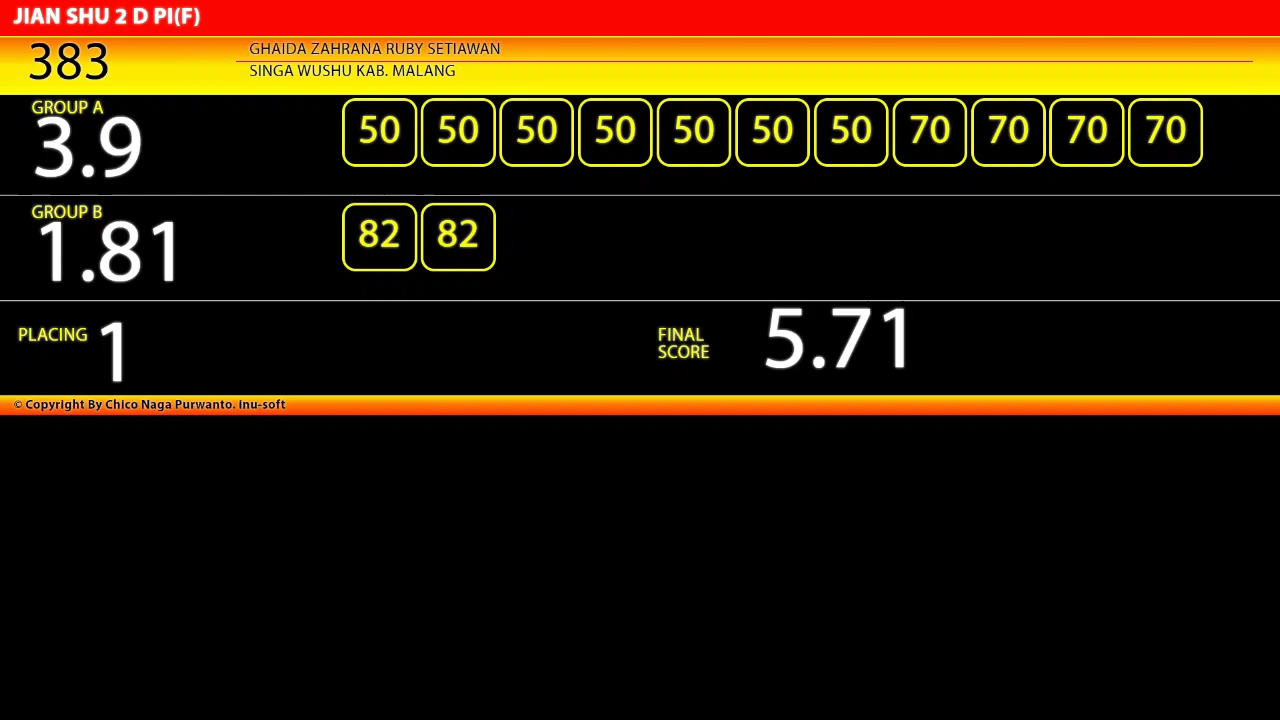 JIAN SHU 2 D PI(F)
383
GHAIDA ZAHRANA RUBY SETIAWAN
SINGA WUSHU KAB. MALANG
GROUP A
3.9
50 50 50 50 50 50 50 70 70 70 70
GROUP B
1.81
82 82
PLACING 1
FINAL
SCORE
5.71
© Copyright By Chico Naga Purwanto. Inu-soft